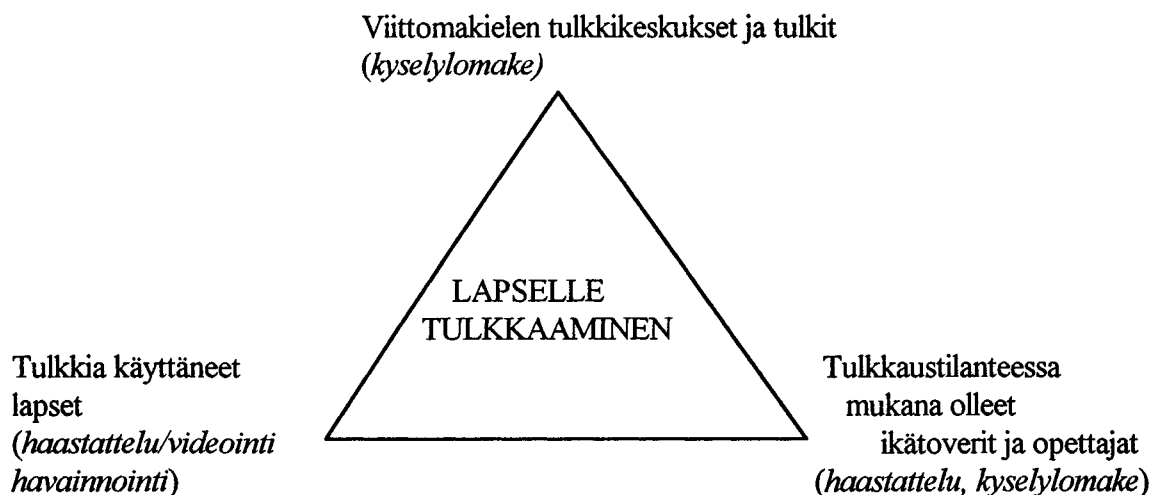 Viittomakielen tulkkikeskukset ja tulkit
(kyselylomake)
LAPSELLE
TULKKAAMINEN
Tulkkia käyttäneet
lapset
(haastattelu/videointi
havainnointi)
Tulkkaustilanteessa
mukana olleet
ikätoverit ja opettajat
(haastattelu, kyselylomake)